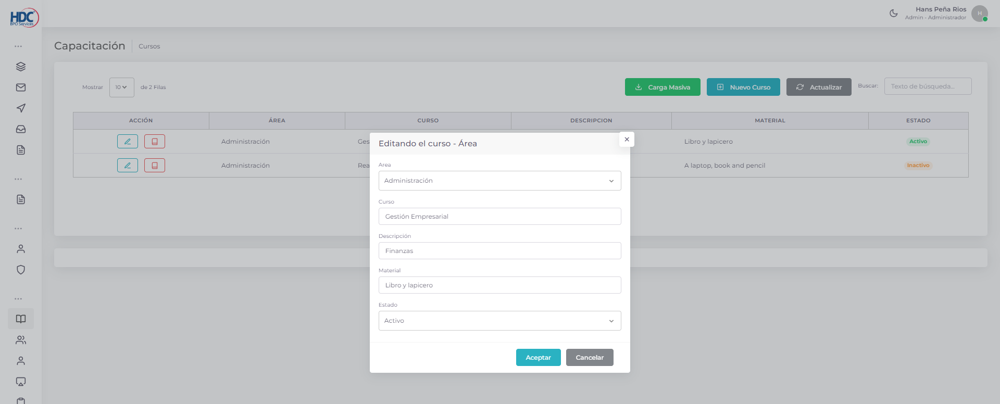 HDC
BPO Services
Hans Peña Rios
Admin - Administrador
H
Capacitación
Cursos
Mostrar 10 de 2 Filas
Carga Masiva
Nuevo Curso
Actualizar
Buscar: Texto de búsqueda...
ACCIÓN ÁREA CURSO DESCRIPCION MATERIAL ESTADO
Administración Ges Libro y lapicero Activo
Administración Rea A laptop, book and pencil Inactivo
Editando el curso - Área
Area
Administración
Curso
Gestión Empresarial
Descripción
Finanzas
Material
Libro y lapicero
Estado
Activo
Aceptar
Cancelar